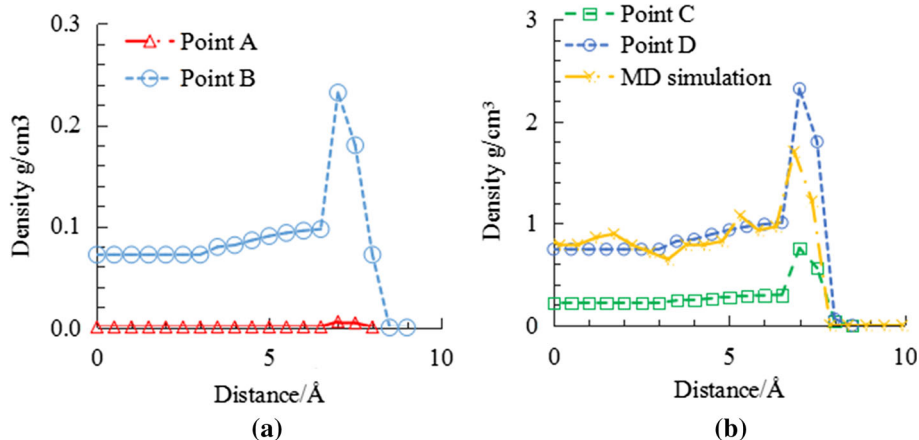 0.3
Point A
Point B
0.2
0.1
0.0
Density g/cm3
0
5
10
Distance/Å
(a)
3
Point C
Point D
MD simulation
2
1
0
Density g/cm³
0
5
10
Distance/Å
(b)